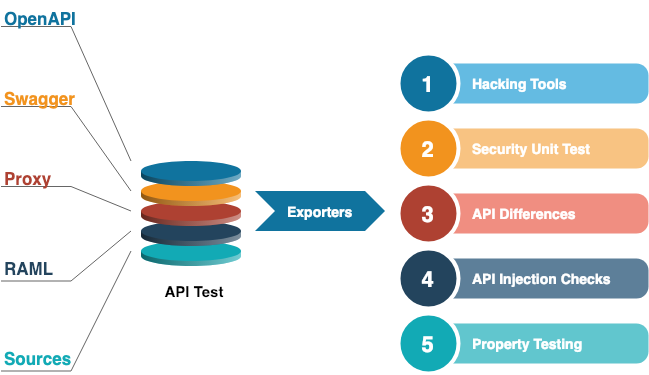 OpenAPI
Swagger
Proxy
RAML
Sources
API Test
Exporters
1
Hacking Tools
2
Security Unit Test
3
API Differences
4
API Injection Checks
5
Property Testing